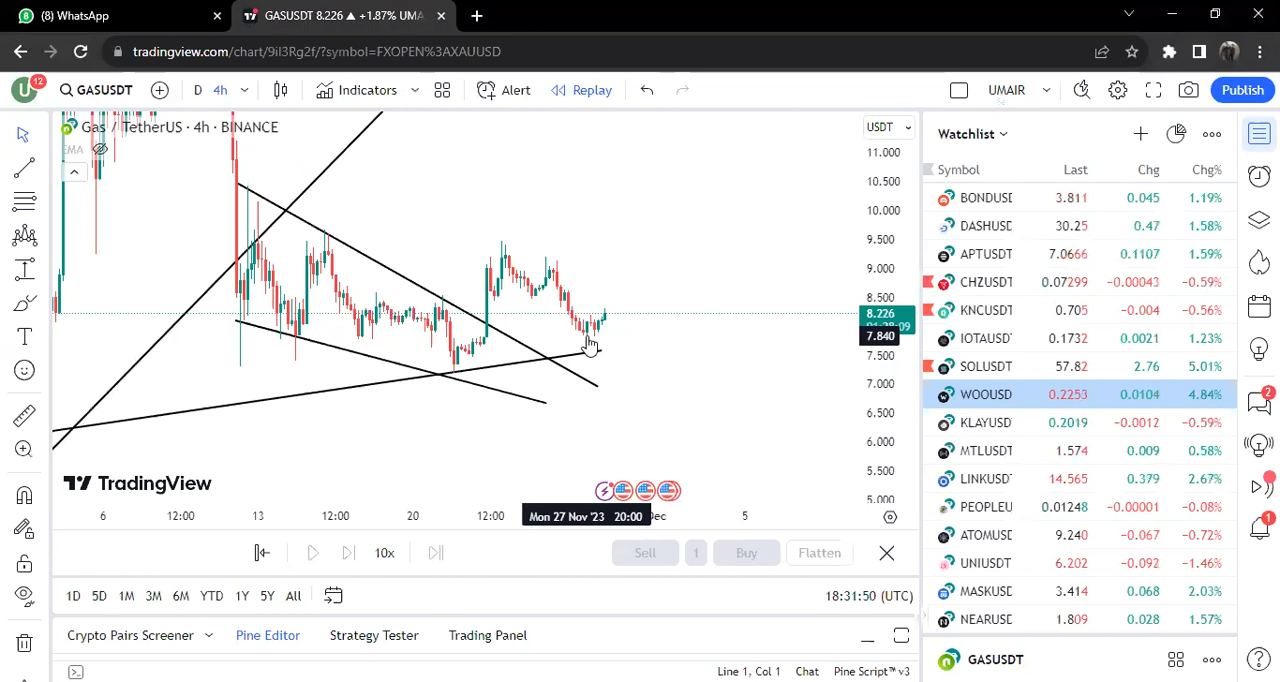 (8) WhatsApp
GASUSDT 8.226 ▲ +1.87% UMA
tradingview.com/chart/9iI3Rg2f/?symbol=FXOPEN%3AXAUUSD
U 12 GASUSDT D 4h Indicators Alert Replay UMAIR Publish
Gas / TetherUS · 4h · BINANCE
EMA
USDT
11.000
10.500
10.000
9.500
9.000
8.500
8.226
7.840
7.500
7.000
6.500
6.000
5.500
5.000
TradingView
6 12:00 13 12:00 20 12:00 Mon 27 Nov '23 20:00 Dec 5
10x Sell 1 Buy Flatten
1D 5D 1M 3M 6M YTD 1Y 5Y All 18:31:50 (UTC)
Crypto Pairs Screener Pine Editor Strategy Tester Trading Panel
Line 1, Col 1 Chat Pine Script™ v3
Watchlist
Symbol Last Chg Chg%
BONDUSD 3.811 0.045 1.19%
DASHUSD 30.25 0.47 1.58%
APTUSDT 7.0666 0.1107 1.59%
CHZUSDT 0.07299 -0.00043 -0.59%
KNCUSDT 0.705 -0.004 -0.56%
IOTAUSDT 0.1732 0.0021 1.23%
SOLUSDT 57.82 2.76 5.01%
WOOUSD 0.2253 0.0104 4.84%
KLAYUSD 0.2019 -0.0012 -0.59%
MTLUSDT 1.574 0.009 0.58%
LINKUSDT 14.565 0.379 2.67%
PEOPLEU 0.01248 -0.00001 -0.08%
ATOMUSD 9.240 -0.067 -0.72%
UNIUSDT 6.202 -0.092 -1.46%
MASKUSD 3.414 0.068 2.03%
NEARUSD 1.809 0.028 1.57%
GASUSDT
2
1